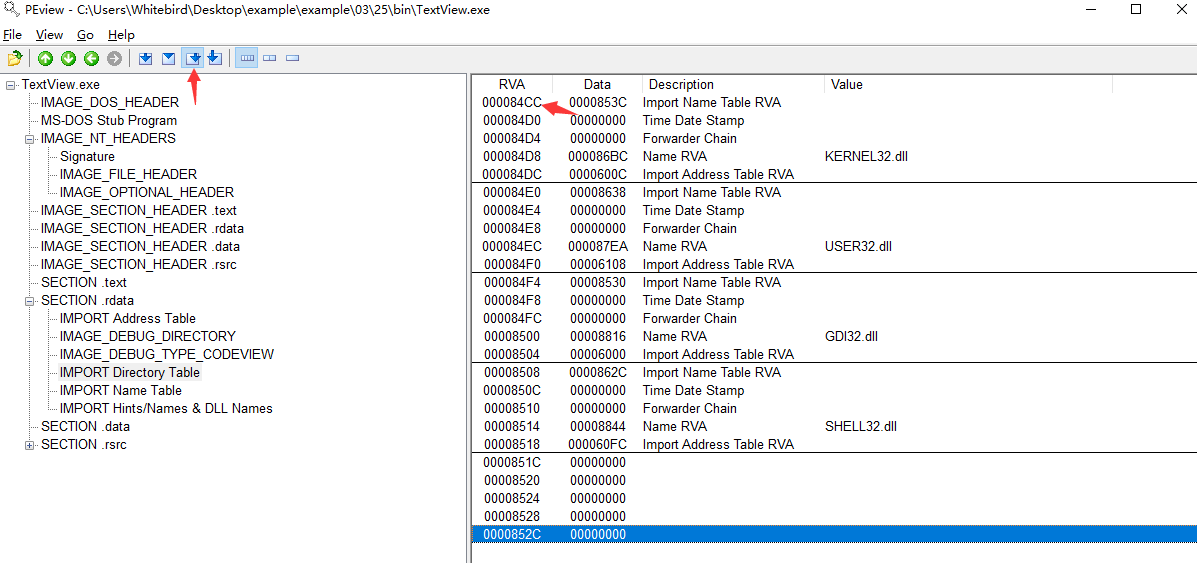 PEview - C:\Users\Whitebird\Desktop\example\example\03\25\bin\TextView.exe
File View Go Help
TextView.exe
IMAGE_DOS_HEADER
MS-DOS Stub Program
IMAGE_NT_HEADERS
Signature
IMAGE_FILE_HEADER
IMAGE_OPTIONAL_HEADER
IMAGE_SECTION_HEADER .text
IMAGE_SECTION_HEADER .rdata
IMAGE_SECTION_HEADER .data
IMAGE_SECTION_HEADER .rsrc
SECTION .text
SECTION .rdata
IMPORT Address Table
IMAGE_DEBUG_DIRECTORY
IMAGE_DEBUG_TYPE_CODEVIEW
IMPORT Directory Table
IMPORT Name Table
IMPORT Hints/Names & DLL Names
SECTION .data
SECTION .rsrc
RVA Data Description Value
000084CC 0000853C Import Name Table RVA
000084D0 00000000 Time Date Stamp
000084D4 00000000 Forwarder Chain
000084D8 000086BC Name RVA KERNEL32.dll
000084DC 0000600C Import Address Table RVA
000084E0 00008638 Import Name Table RVA
000084E4 00000000 Time Date Stamp
000084E8 00000000 Forwarder Chain
000084EC 000087EA Name RVA USER32.dll
000084F0 00006108 Import Address Table RVA
000084F4 00008530 Import Name Table RVA
000084F8 00000000 Time Date Stamp
000084FC 00000000 Forwarder Chain
00008500 00008816 Name RVA GDI32.dll
00008504 00006000 Import Address Table RVA
00008508 0000862C Import Name Table RVA
0000850C 00000000 Time Date Stamp
00008510 00000000 Forwarder Chain
00008514 00008844 Name RVA SHELL32.dll
00008518 000060FC Import Address Table RVA
0000851C 00000000
00008520 00000000
00008524 00000000
00008528 00000000
0000852C 00000000